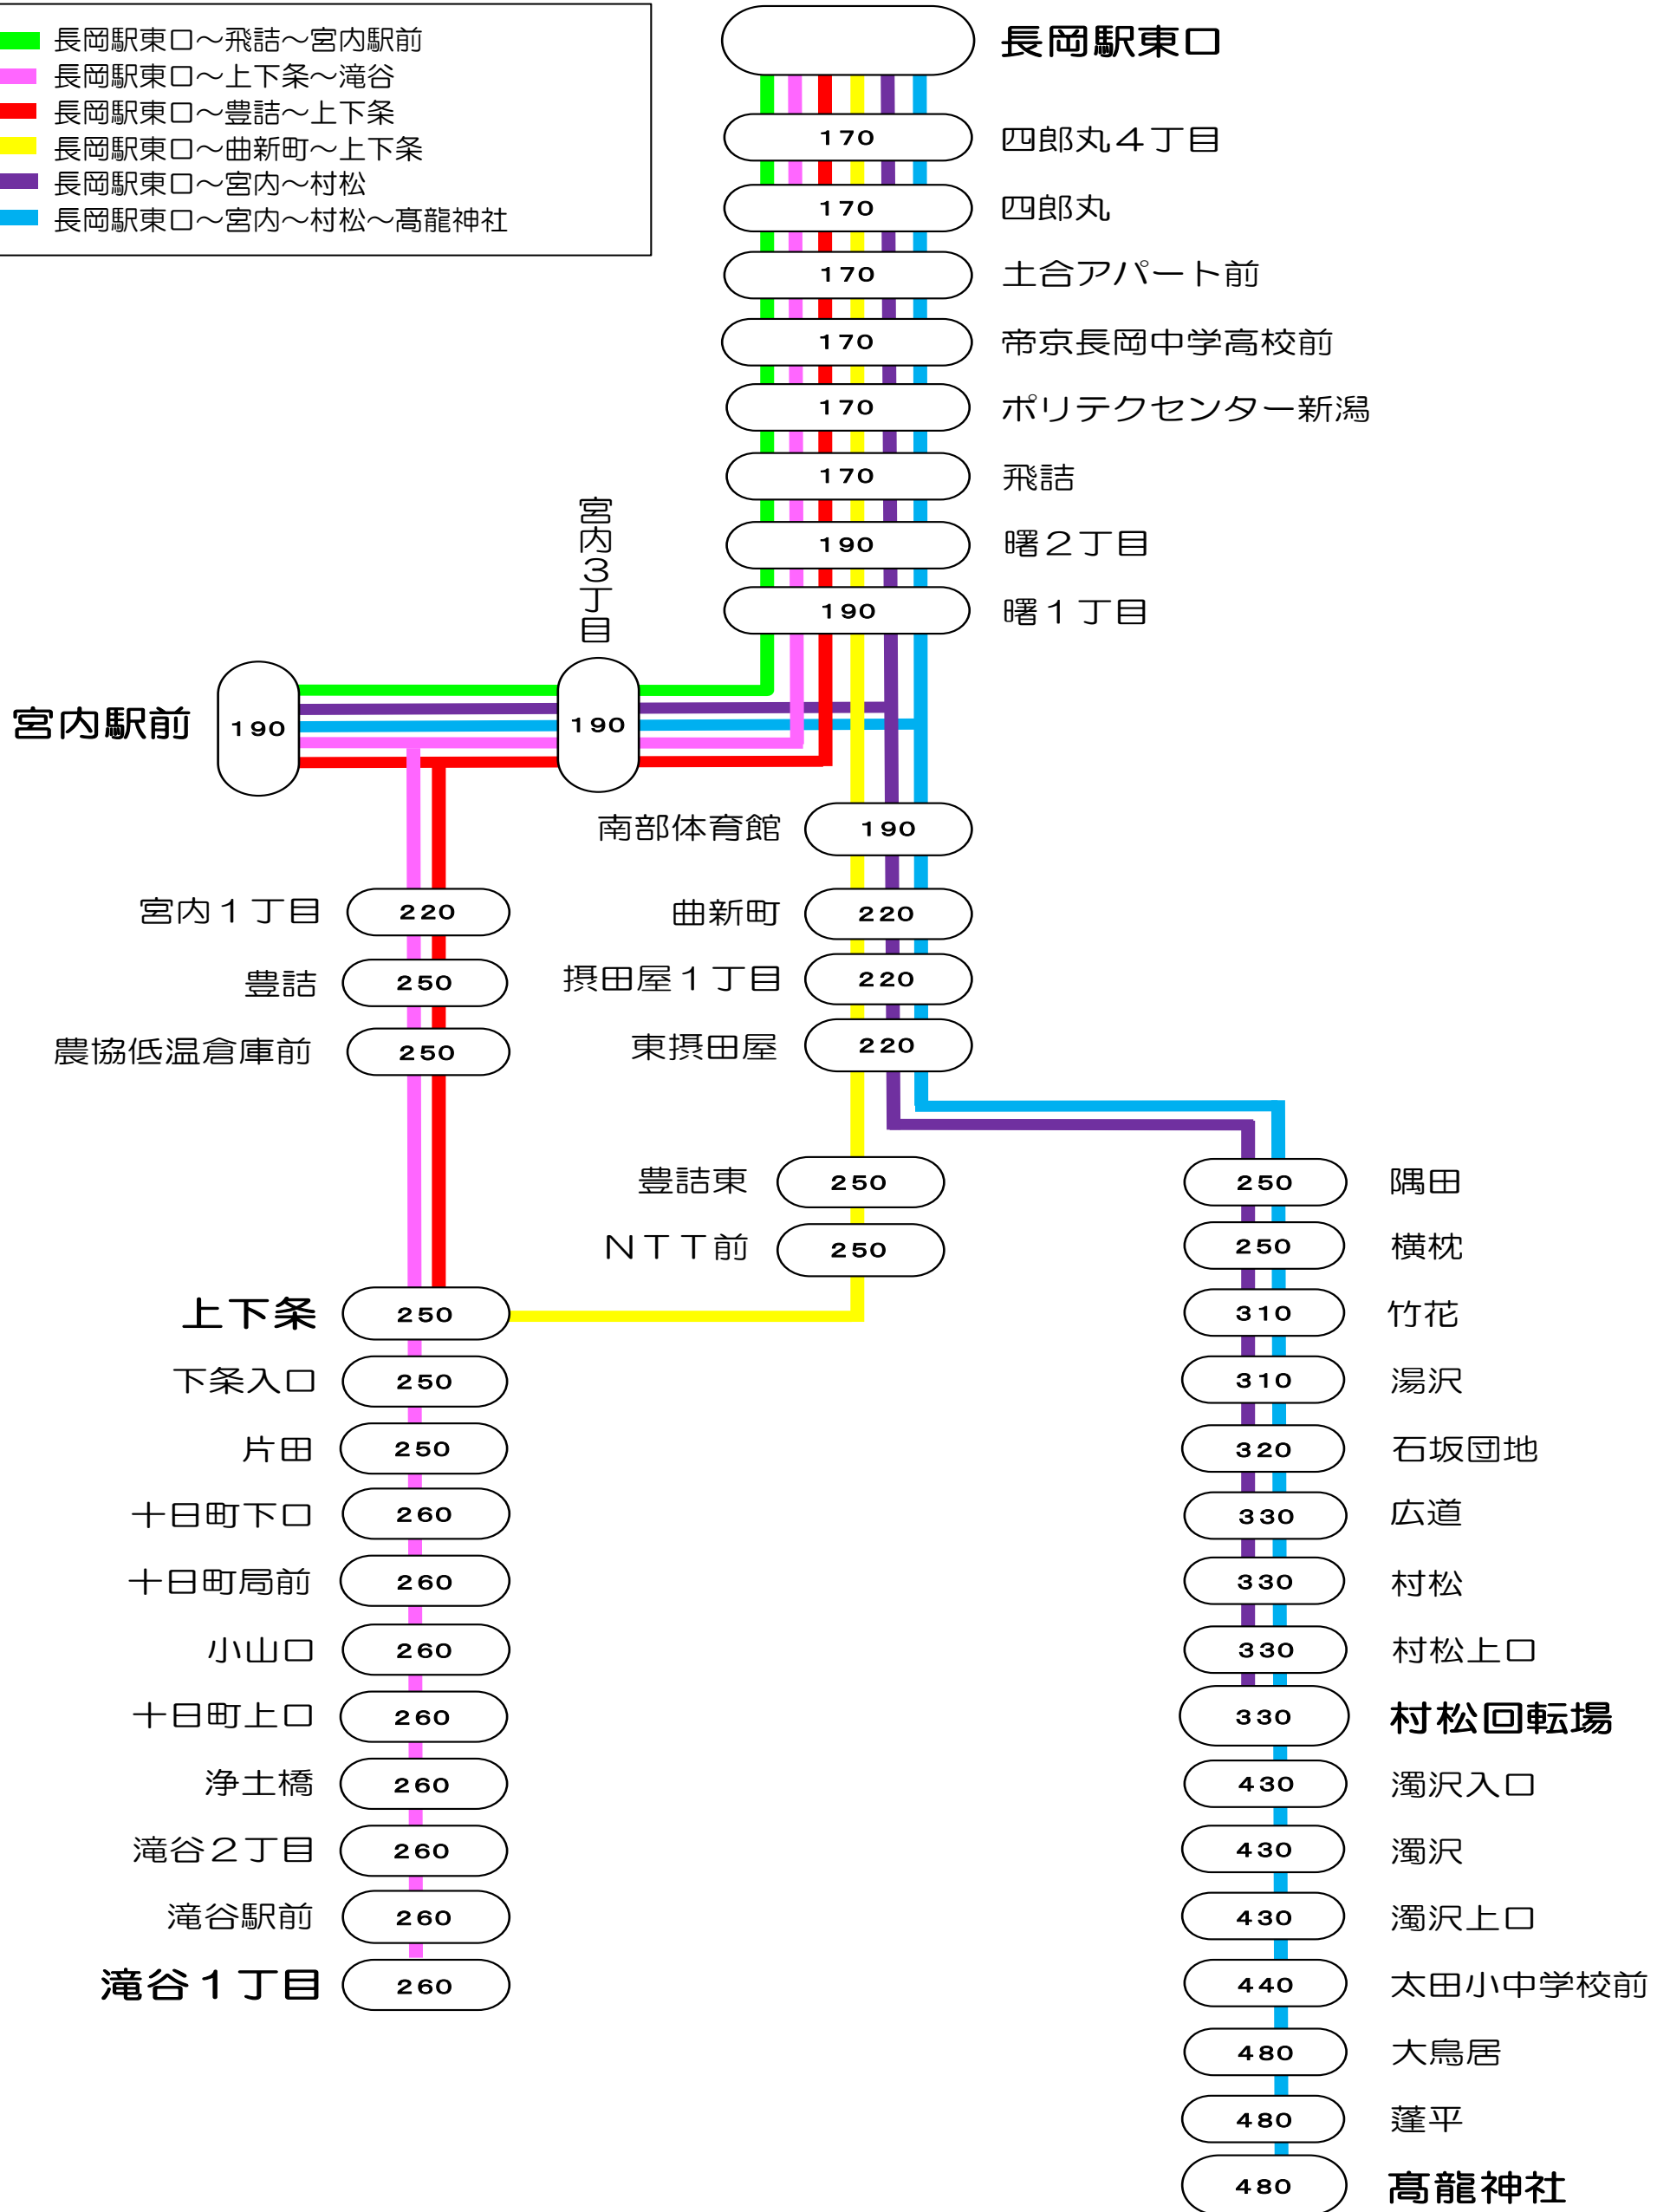 長岡駅東口～飛詰～宮内駅前
長岡駅東口～上下条～滝谷
長岡駅東口～豊詰～上下条
長岡駅東口～曲新町～上下条
長岡駅東口～宮内～村松
長岡駅東口～宮内～村松～髙龍神社
長岡駅東口
170 四郎丸４丁目
170 四郎丸
170 土合アパート前
170 帝京長岡中学高校前
170 ポリテクセンター新潟
170 飛詰
190 曙２丁目
190 曙１丁目
宮内３丁目
190
宮内駅前 190
南部体育館 190
曲新町 220
摂田屋１丁目 220
東摂田屋 220
宮内１丁目 220
豊詰 250
農協低温倉庫前 250
豊詰東 250
ＮＴＴ前 250
上下条 250
下条入口 250
片田 250
十日町下口 260
十日町局前 260
小山口 260
十日町上口 260
浄土橋 260
滝谷２丁目 260
滝谷駅前 260
滝谷１丁目 260
250 隅田
250 横枕
310 竹花
310 湯沢
320 石坂団地
330 広道
330 村松
330 村松上口
330 村松回転場
430 濁沢入口
430 濁沢
430 濁沢上口
440 太田小中学校前
480 大鳥居
480 蓬平
480 髙龍神社